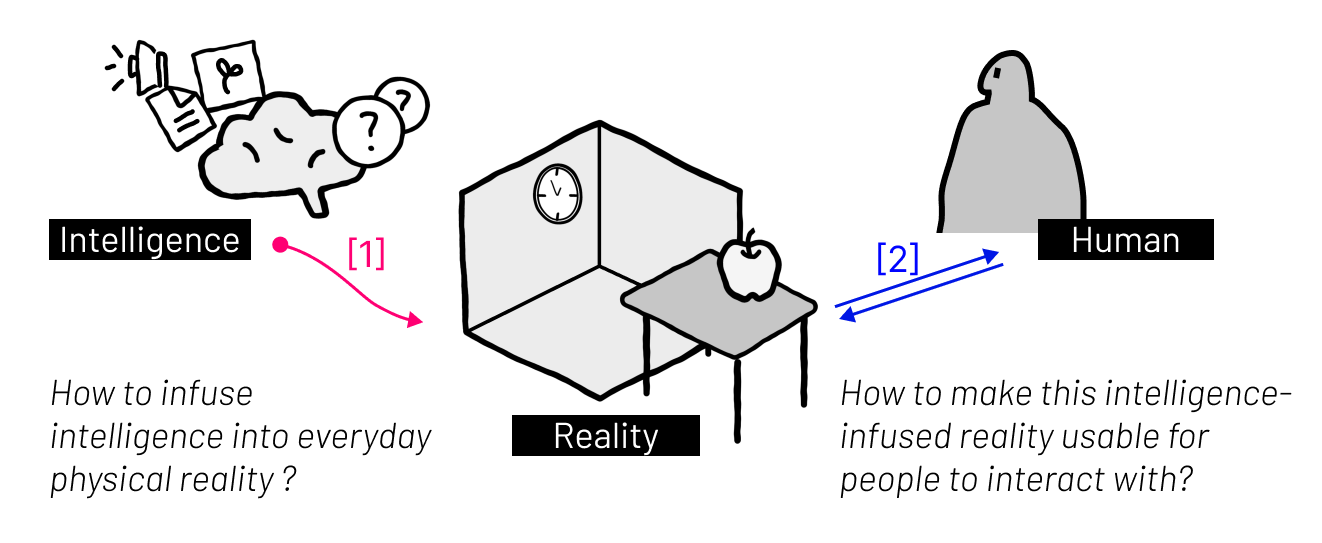 ?
?
Intelligence
[1]
Human
[2]
How to infuse
intelligence into everyday
physical reality ?
Reality
How to make this intelligence-
infused reality usable for
people to interact with?